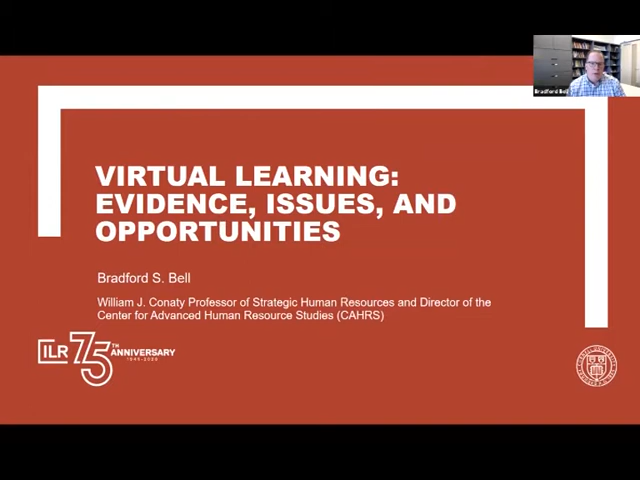 Bradford Bell
VIRTUAL LEARNING:
EVIDENCE, ISSUES, AND
OPPORTUNITIES
Bradford S. Bell
William J. Conaty Professor of Strategic Human Resources and Director of the
Center for Advanced Human Resource Studies (CAHRS)
ILR 75TH ANNIVERSARY